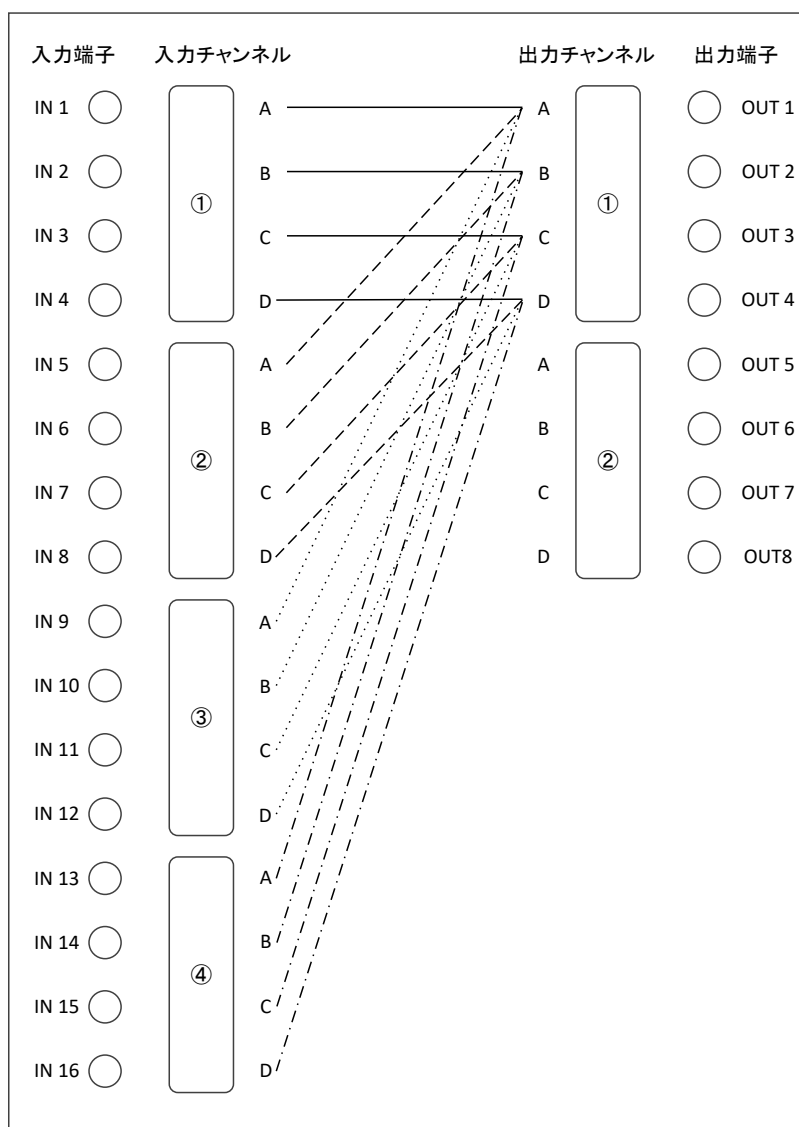 入力端子 入力チャンネル 出力チャンネル 出力端子
IN 1 A A OUT 1
IN 2 B B OUT 2
① ①
IN 3 C C OUT 3
IN 4 D D OUT 4
IN 5 A A OUT 5
IN 6 B B OUT 6
② ②
IN 7 C C OUT 7
IN 8 D D OUT8
IN 9 A
IN 10 B
③
IN 11 C
IN 12 D
IN 13 A
IN 14 B
④
IN 15 C
IN 16 D